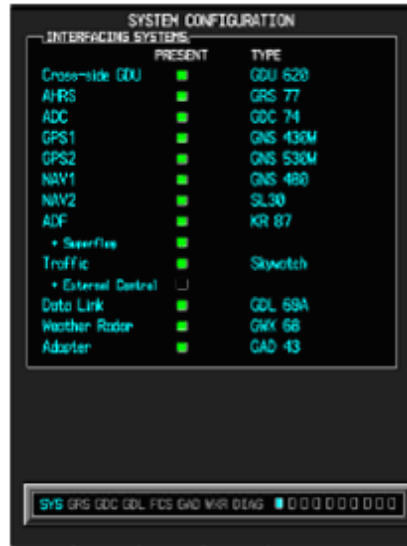 SYSTEM CONFIGURATION
INTERFACING SYSTEMS
PRESENT TYPE
Cross-side GDU GDU 620
AHRS GRS 77
ADC GDC 74
GPS1 GNS 430W
GPS2 GNS 530W
NAV1 GNS 480
NAV2 SL30
ADF KR 87
+ Superflag
Traffic Skywatch
+ External Control
Data Link GDL 69A
Weather Radar GWX 68
Adapter GAD 43
SYS GRS GDC GDL FCS GAD WXR DIAG